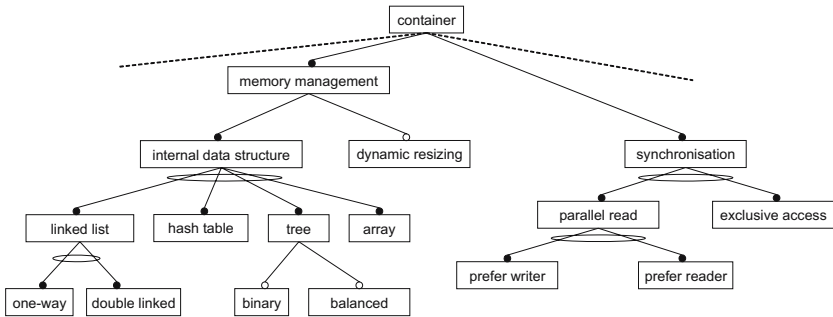 container
memory management
internal data structure
dynamic resizing
synchronisation
linked list
hash table
tree
array
parallel read
exclusive access
one-way
double linked
binary
balanced
prefer writer
prefer reader